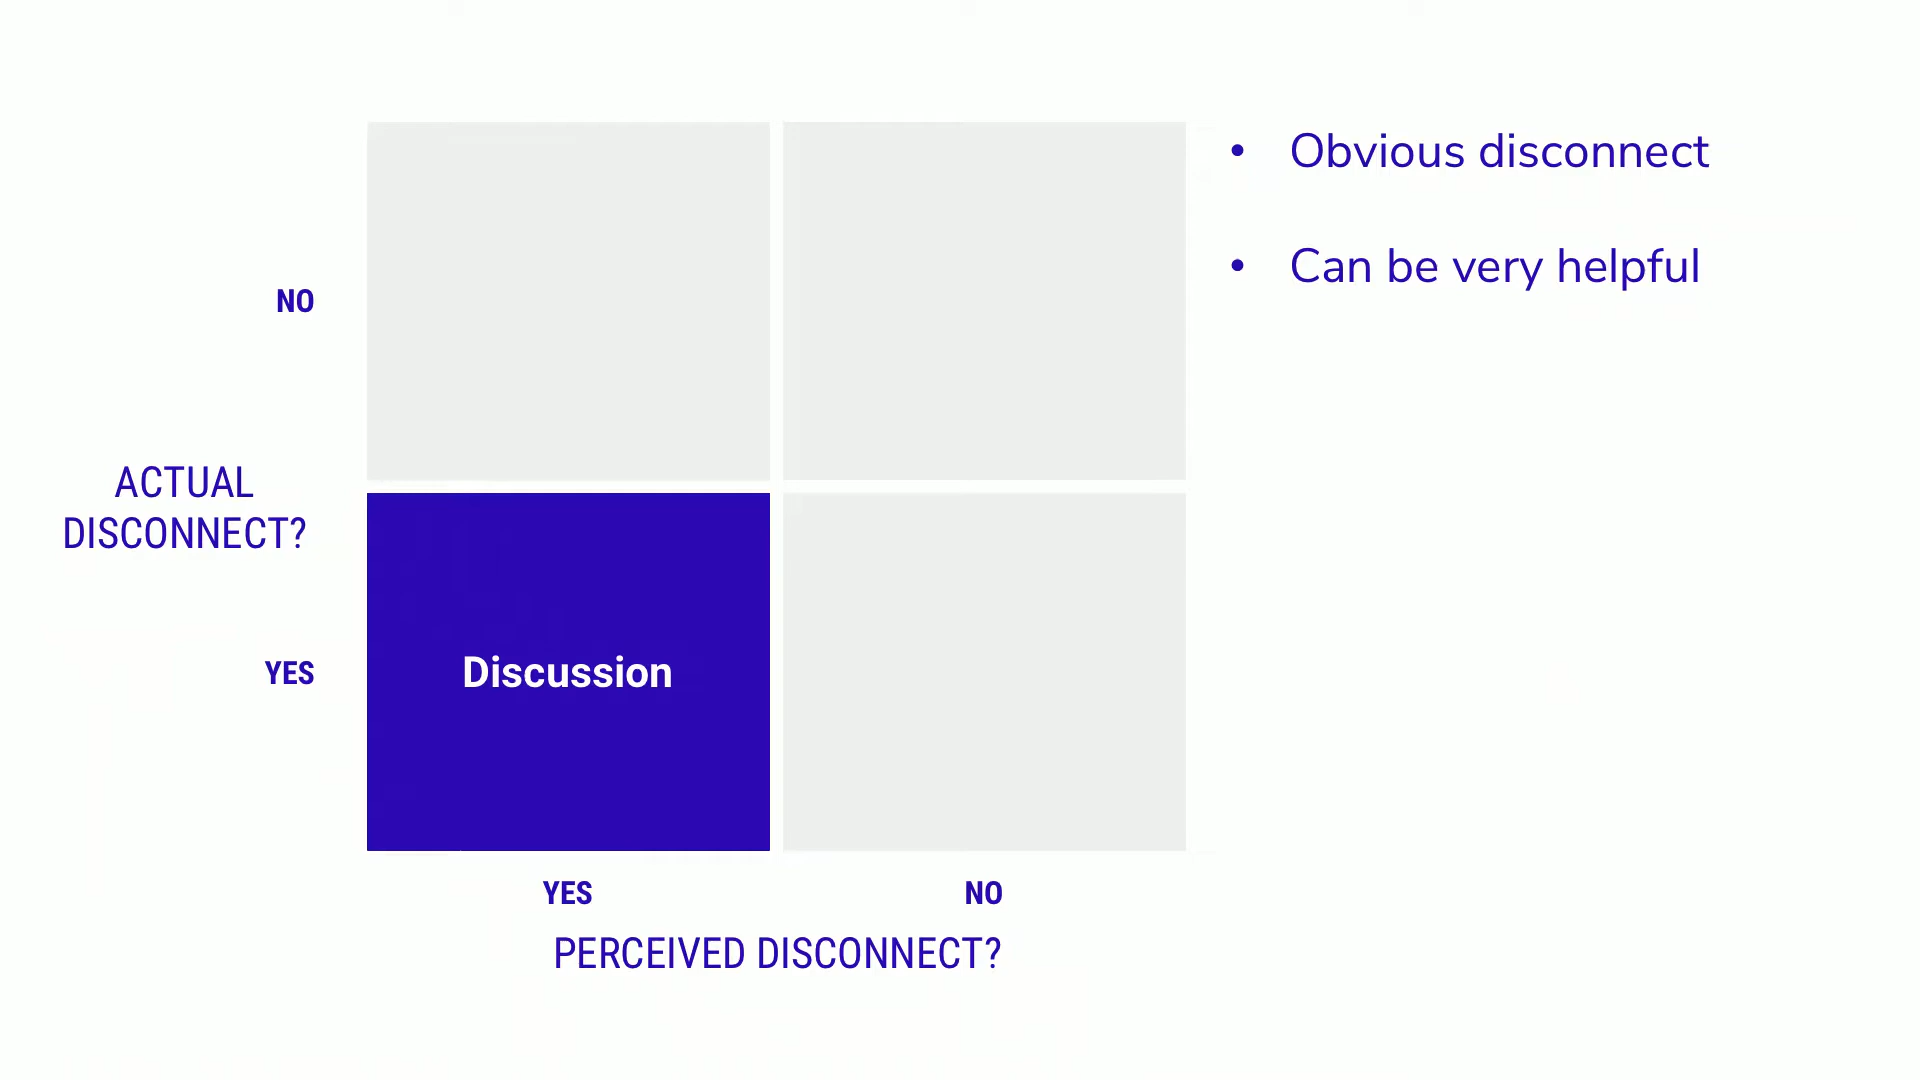 • Obvious disconnect
• Can be very helpful
NO
ACTUAL
DISCONNECT?
YES
Discussion
YES
NO
PERCEIVED DISCONNECT?